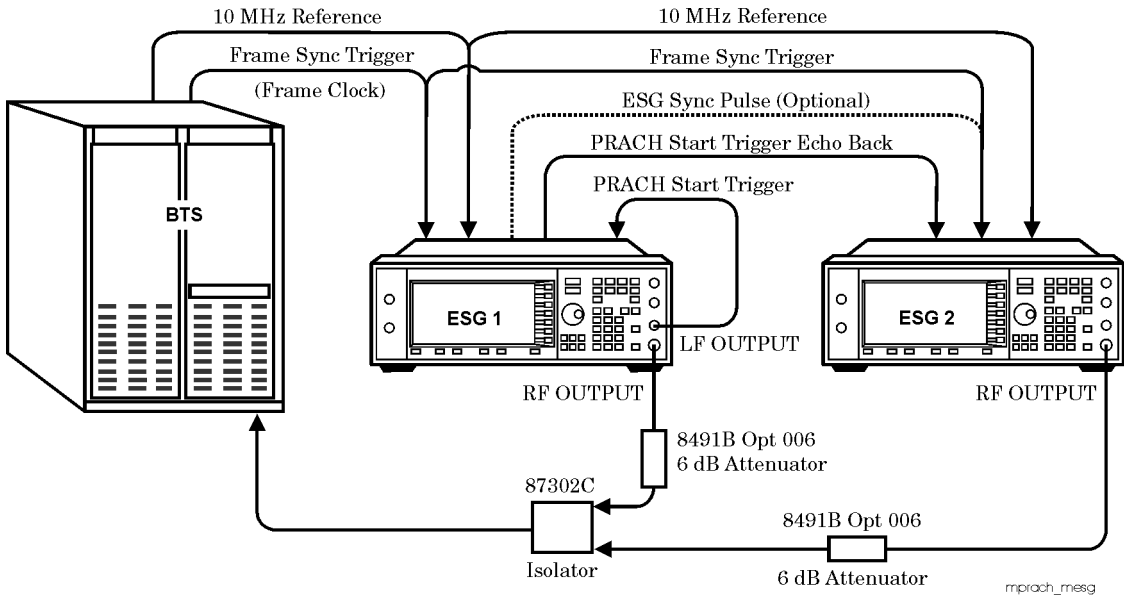 10 MHz Reference
10 MHz Reference
Frame Sync Trigger
(Frame Clock)
Frame Sync Trigger
ESG Sync Pulse (Optional)
PRACH Start Trigger Echo Back
PRACH Start Trigger
BTS
ESG 1
ESG 2
LF OUTPUT
RF OUTPUT
RF OUTPUT
8491B Opt 006
6 dB Attenuator
87302C
Isolator
8491B Opt 006
6 dB Attenuator
mprach_mesg